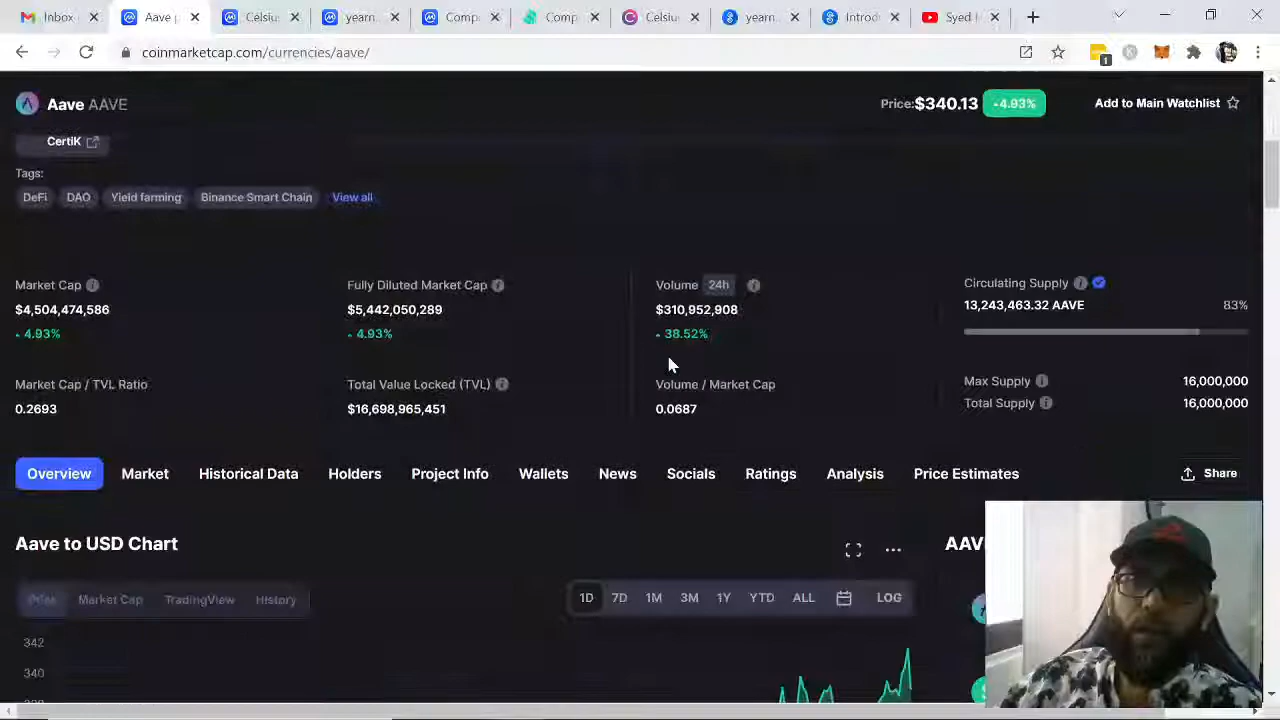 Inbox
Aave p
Celsius
yearn
Comp
Comp
Celsiu
yearn.
Introdu
Syed H
coinmarketcap.com/currencies/aave/
1
Aave AAVE
Price:$340.13
4.93%
Add to Main Watchlist
CertiK
Tags:
DeFi
DAO
Yield farming
Binance Smart Chain
View all
Market Cap
$4,504,474,586
4.93%
Fully Diluted Market Cap
$5,442,050,289
4.93%
Volume 24h
$310,952,908
38.52%
Circulating Supply
13,243,463.32 AAVE
83%
Market Cap / TVL Ratio
0.2693
Total Value Locked (TVL)
$16,698,965,451
Volume / Market Cap
0.0687
Max Supply
16,000,000
Total Supply
16,000,000
Overview
Market
Historical Data
Holders
Project Info
Wallets
News
Socials
Ratings
Analysis
Price Estimates
Share
Aave to USD Chart
AAV
Price
Market Cap
TradingView
History
1D
7D
1M
3M
1Y
YTD
ALL
LOG
342
340